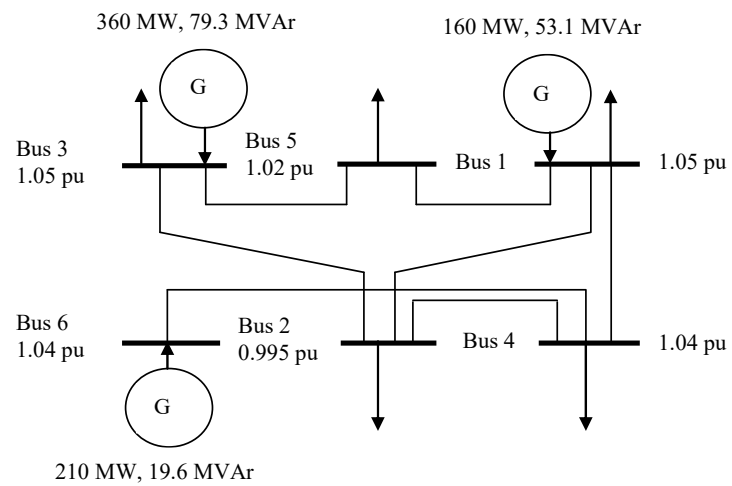 360 MW, 79.3 MVAr
160 MW, 53.1 MVAr
G
G
Bus 3
1.05 pu
Bus 5
1.02 pu
Bus 1
1.05 pu
Bus 6
1.04 pu
Bus 2
0.995 pu
Bus 4
1.04 pu
G
210 MW, 19.6 MVAr